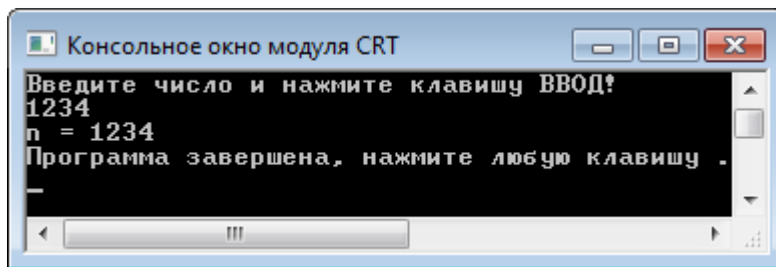 Консольное окно модуля CRT
Введите число и нажмите клавишу ВВОД!
1234
n = 1234
Программа завершена, нажмите любую клавишу .
_